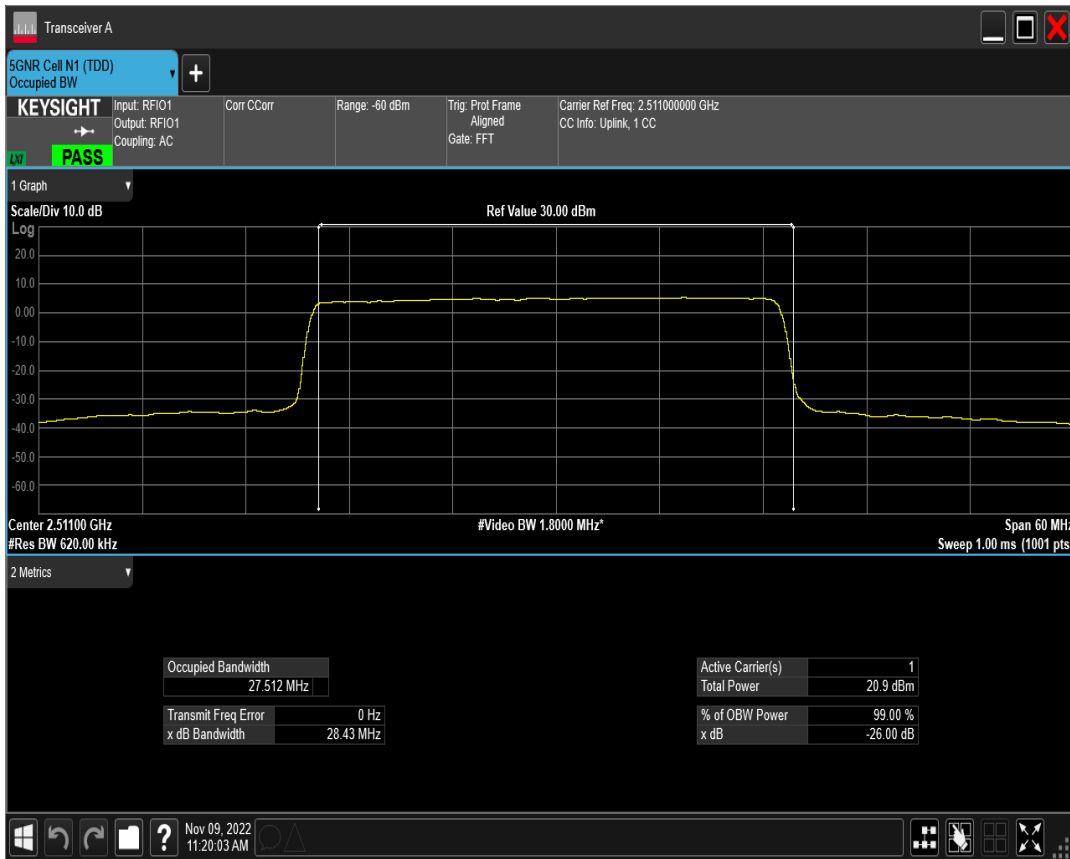 Transceiver A
5GNR Cell N1 (TDD)
Occupied BW
+
KEYSIGHT
LXI
PASS
Input: RFIO1
Output: RFIO1
Coupling: AC
Corr CCorr
Range: -60 dBm
Trig: Prot Frame
Aligned
Gate: FFT
Carrier Ref Freq: 2.511000000 GHz
CC Info: Uplink, 1 CC
1 Graph
Scale/Div 10.0 dB
Ref Value 30.00 dBm
Log
20.0
10.0
0.00
-10.0
-20.0
-30.0
-40.0
-50.0
-60.0
Center 2.51100 GHz
#Video BW 1.8000 MHz*
Span 60 MHz
#Res BW 620.00 kHz
Sweep 1.00 ms (1001 pts
2 Metrics
Occupied Bandwidth
27.512 MHz
Transmit Freq Error 0 Hz
x dB Bandwidth 28.43 MHz
Active Carrier(s) 1
Total Power 20.9 dBm
% of OBW Power 99.00 %
x dB -26.00 dB
?
Nov 09, 2022
11:20:03 AM